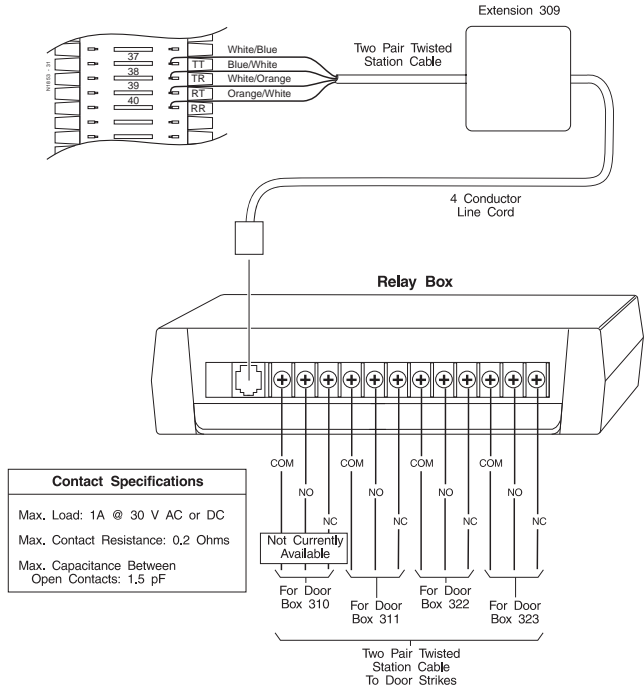 Extension 309
N1653 - 31
37
38
39
40
TT
TR
RT
RR
White/Blue
Blue/White
White/Orange
Orange/White
Two Pair Twisted
Station Cable
4 Conductor
Line Cord
Relay Box
COM
NO
NC
COM
NO
NC
COM
NO
NC
COM
NO
NC
Contact Specifications
Max. Load: 1A @ 30 V AC or DC
Max. Contact Resistance: 0.2 Ohms
Max. Capacitance Between
Open Contacts: 1.5 pF
Not Currently
Available
For Door
Box 310
For Door
Box 311
For Door
Box 322
For Door
Box 323
Two Pair Twisted
Station Cable
To Door Strikes